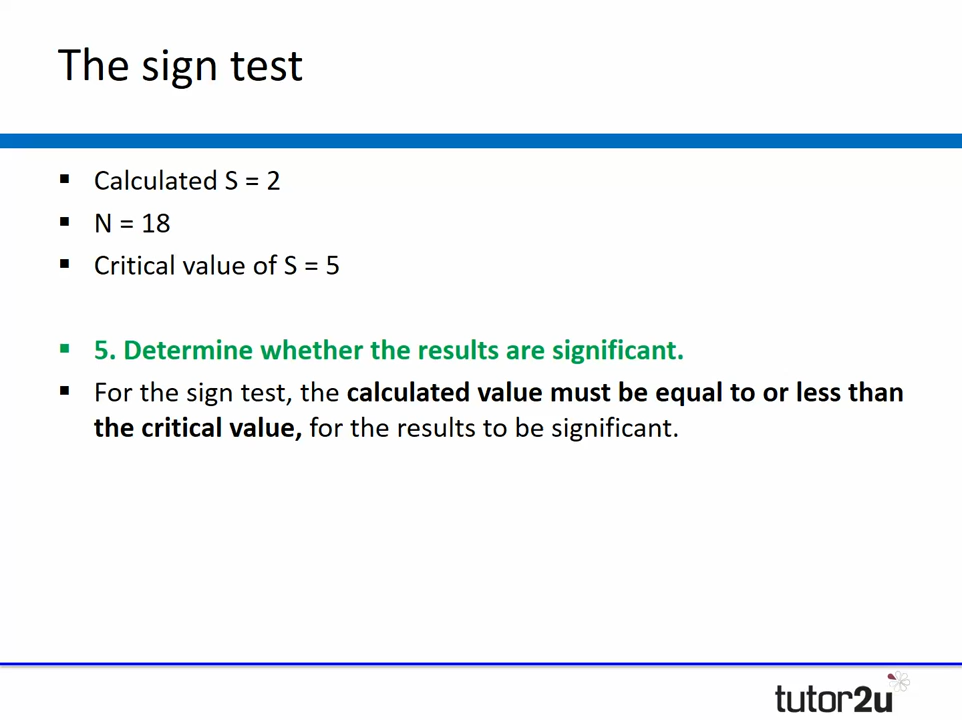 The sign test
▪ Calculated S = 2
▪ N = 18
▪ Critical value of S = 5
▪ 5. Determine whether the results are significant.
▪ For the sign test, the calculated value must be equal to or less than
the critical value, for the results to be significant.
tutor2u